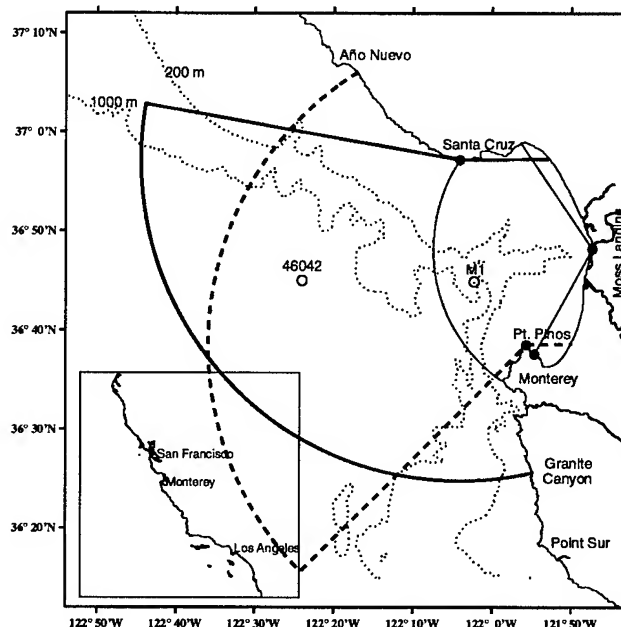 37° 10'N
Año Nuevo
200 m
1000 m
37° 0'N
Santa Cruz
36° 50'N
46042
M1
Moss Landing
36° 40'N
Pt. Pinos
Monterey
36° 30'N
San Francisco
Monterey
Granite
Canyon
36° 20'N
Los Angeles
Point Sur
122° 50'W
122° 40'W
122° 30'W
122° 20'W
122° 10'W
122° 0'W
121° 50'W